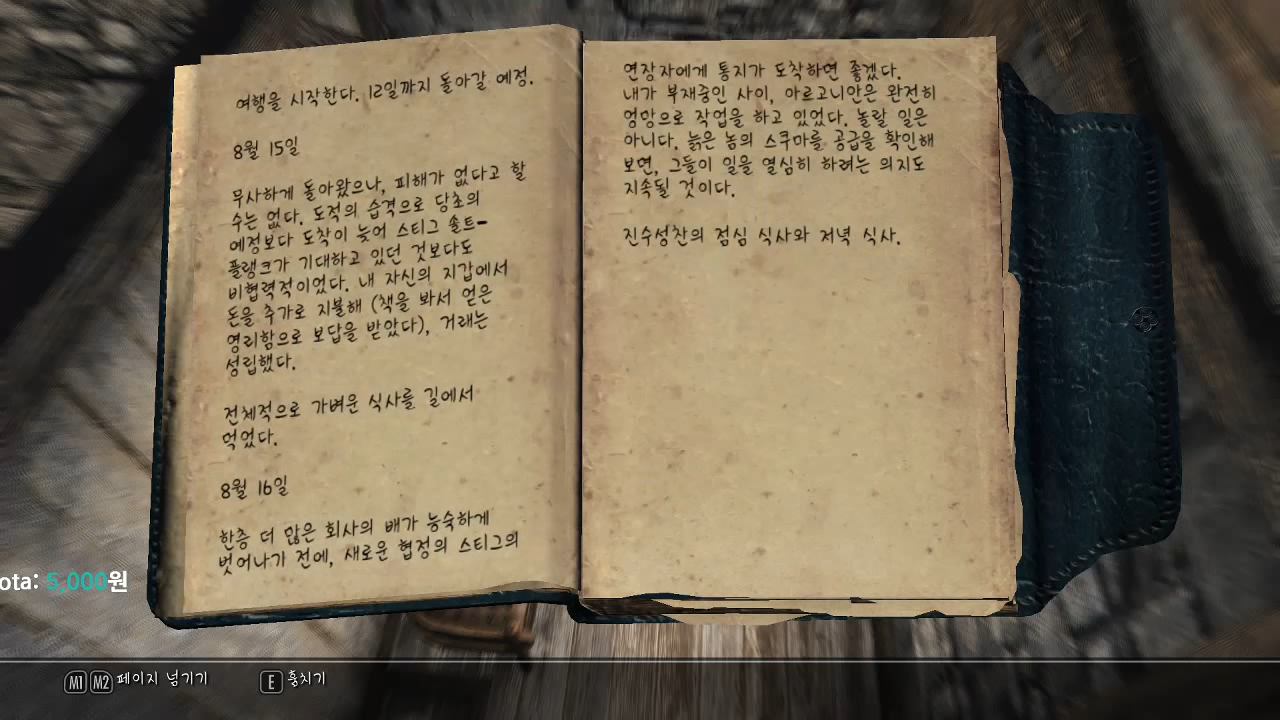 여행을 시작한다. 12일까지 돌아갈 예정.
8월 15일
무사하게 돌아왔으나, 피해가 없다고 할
수는 없다. 도적의 습격으로 당초의
예정보다 도착이 늦어 스티그 솔트-
플랭크가 기대하고 있던 것보다도
비협력적이었다. 내 자신의 지갑에서
돈을 추가로 지불해 (책을 봐서 얻은
영리함으로 보답을 받았다), 거래는
성립했다.
전체적으로 가벼운 식사를 길에서
먹었다.
8월 16일
한층 더 많은 회사의 배가 능숙하게
벗어나기 전에, 새로운 협정의 스티그의
연장자에게 통지가 도착하면 좋겠다.
내가 부재중인 사이, 아르고니안은 완전히
엉망으로 작업을 하고 있었다. 놀랄 일은
아니다. 늙은 놈의 스쿠마를 공급을 확인해
보면, 그들이 일을 열심히 하려는 의지도
지속될 것이다.
진수성찬의 점심 식사와 저녁 식사.
ota: 5,000원
M1 M2 페이지 넘기기
E 훔치기